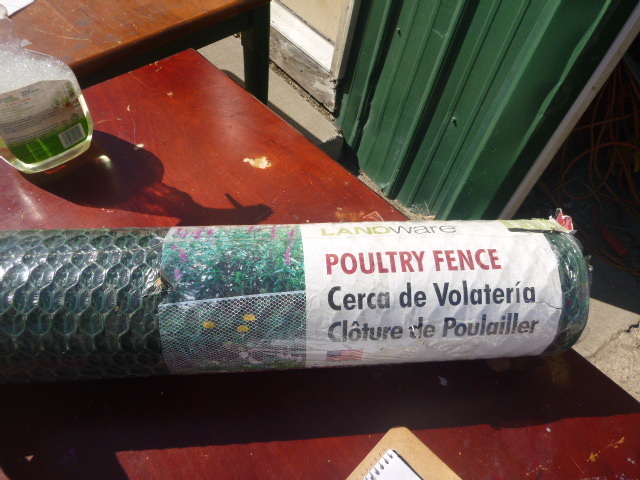 LANDWARE
POULTRY FENCE
Cerca de Volatería
Clôture de Poulailler